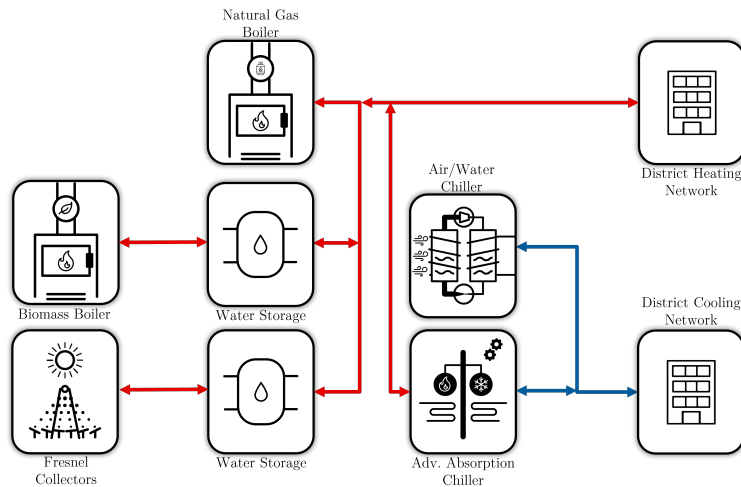 Natural Gas
Boiler
District Heating
Network
Air/Water
Chiller
Biomass Boiler
Water Storage
District Cooling
Network
Fresnel
Collectors
Water Storage
Adv. Absorption
Chiller